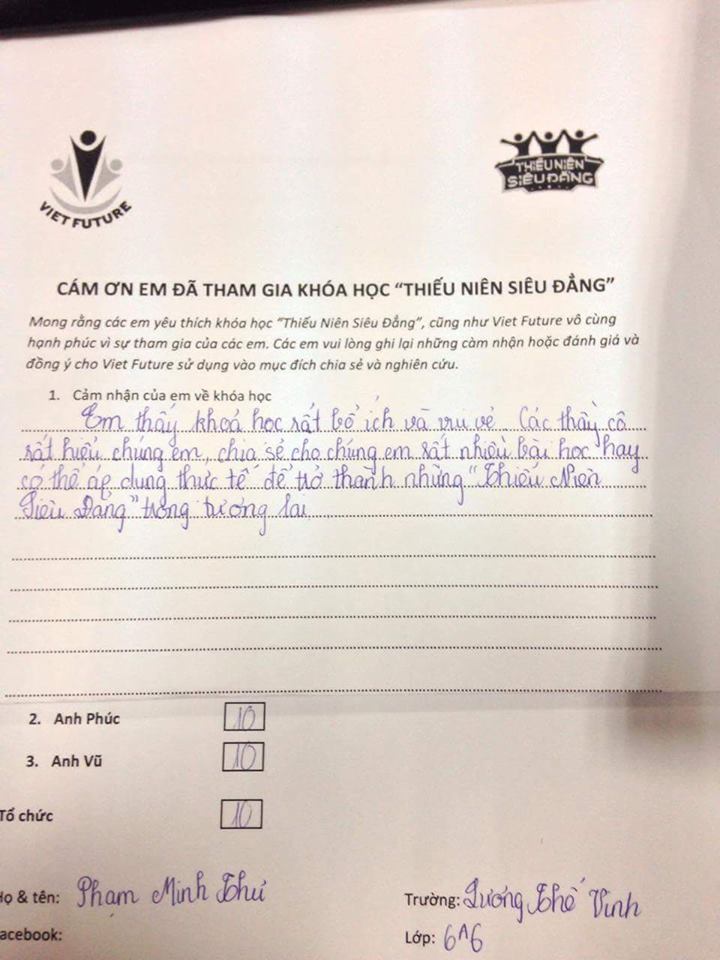 VIET FUTURE
THIẾU NIÊN
SIÊU ĐẲNG
CÁM ƠN EM ĐÃ THAM GIA KHÓA HỌC “THIẾU NIÊN SIÊU ĐẲNG”
Mong rằng các em yêu thích khóa học “Thiếu Niên Siêu Đẳng”, cũng như Viet Future vô cùng
hạnh phúc vì sự tham gia của các em. Các em vui lòng ghi lại những cảm nhận hoặc đánh giá và
đồng ý cho Viet Future sử dụng vào mục đích chia sẻ và nghiên cứu.
1. Cảm nhận của em về khóa học
Em thấy khoá học rất bổ ích và vui vẻ Các thầy cô
rất hiểu chúng em, chia sẻ cho chúng em rất nhiều bài học hay
có thể áp dụng thực tế để trở thành những “Thiếu Niên
Siêu Đẳng” trong tương lai
2. Anh Phúc 10
3. Anh Vũ 10
Tổ chức 10
Họ & tên: Phạm Minh Thư Trường: Lương Thế Vinh
acebook: Lớp: 6^6